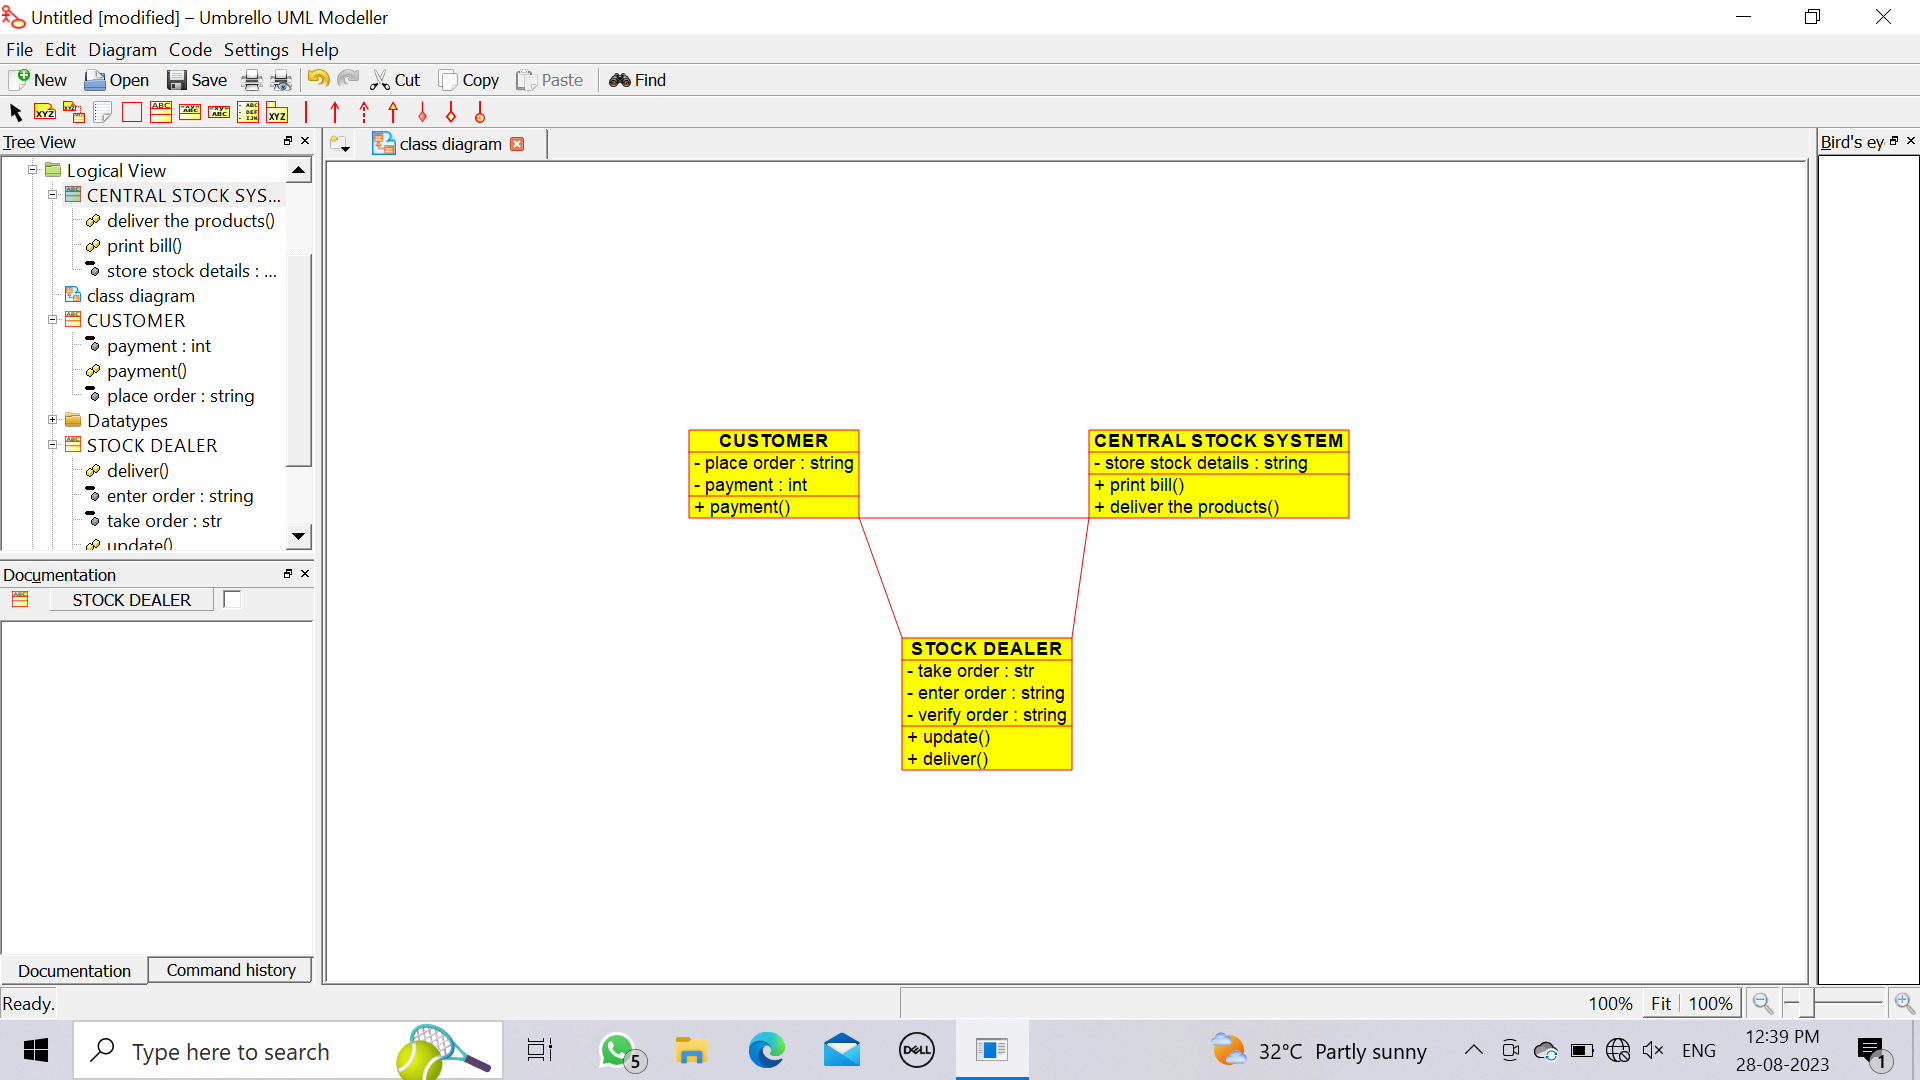 Untitled [modified] – Umbrello UML Modeller
File Edit Diagram Code Settings Help
New Open Save Cut Copy Paste Find
Tree View
Logical View
CENTRAL STOCK SYS...
deliver the products()
print bill()
store stock details : ...
class diagram
CUSTOMER
payment : int
payment()
place order : string
Datatypes
STOCK DEALER
deliver()
enter order : string
take order : str
update()
Documentation
STOCK DEALER
Documentation Command history
Ready.
class diagram
CUSTOMER
- place order : string
- payment : int
+ payment()
CENTRAL STOCK SYSTEM
- store stock details : string
+ print bill()
+ deliver the products()
STOCK DEALER
- take order : str
- enter order : string
- verify order : string
+ update()
+ deliver()
Bird's ey
100% Fit 100%
Type here to search
5
DELL
32°C Partly sunny
ENG
12:39 PM
28-08-2023
1